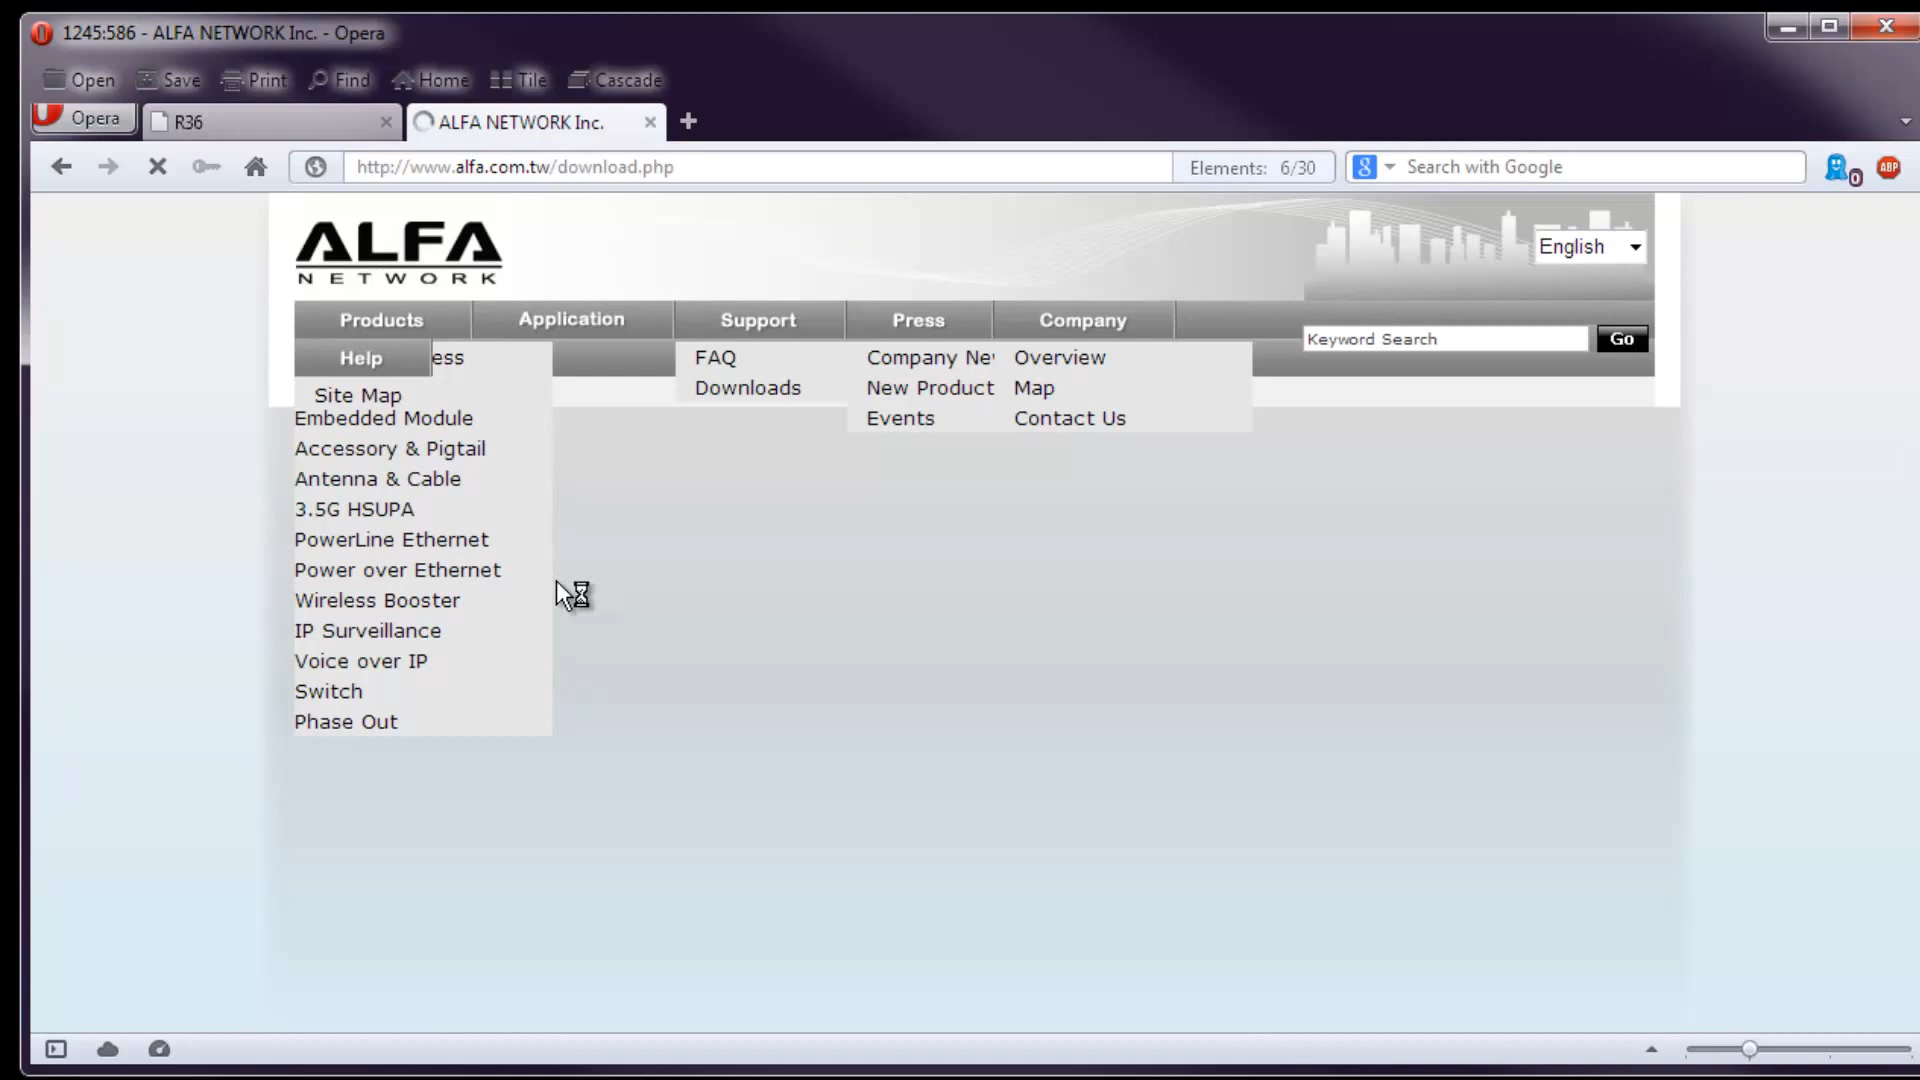 1245:586 - ALFA NETWORK Inc. - Opera
Open Save Print Find Home Tile Cascade
Opera R36 ALFA NETWORK Inc.
http://www.alfa.com.tw/download.php Elements: 6/30 Search with Google 0 ABP
ALFA
NETWORK
English
Products Application Support Press Company
Keyword Search Go
Help ess FAQ Company Ne Overview
Downloads New Product Map
Site Map
Embedded Module Events Contact Us
Accessory & Pigtail
Antenna & Cable
3.5G HSUPA
PowerLine Ethernet
Power over Ethernet
Wireless Booster
IP Surveillance
Voice over IP
Switch
Phase Out